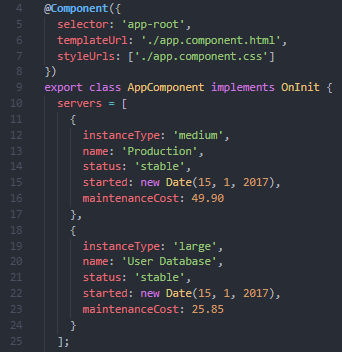 4 @Component({
5   selector: 'app-root',
6   templateUrl: './app.component.html',
7   styleUrls: ['./app.component.css']
8 })
9 export class AppComponent implements OnInit {
10   servers = [
11     {
12       instanceType: 'medium',
13       name: 'Production',
14       status: 'stable',
15       started: new Date(15, 1, 2017),
16       maintenanceCost: 49.90
17     },
18     {
19       instanceType: 'large',
20       name: 'User Database',
21       status: 'stable',
22       started: new Date(15, 1, 2017),
23       maintenanceCost: 25.85
24     }
25   ];